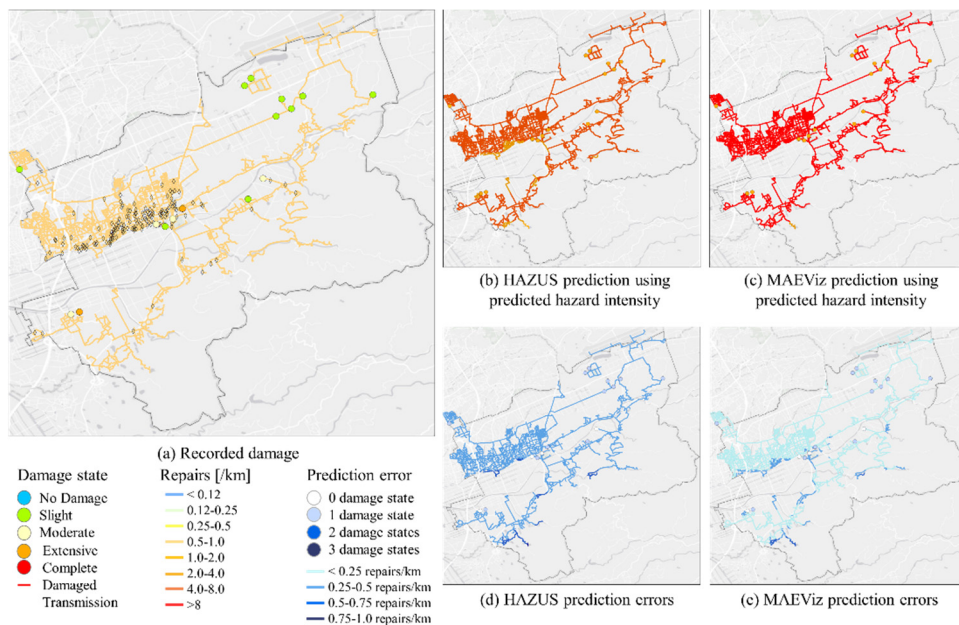 (a) Recorded damage
(b) HAZUS prediction using
predicted hazard intensity
(c) MAEViz prediction using
predicted hazard intensity
Damage state
No Damage
Slight
Moderate
Extensive
Complete
Damaged
Transmission
Repairs [/km]
< 0.12
0.12-0.25
0.25-0.5
0.5-1.0
1.0-2.0
2.0-4.0
4.0-8.0
>8
Prediction error
0 damage state
1 damage state
2 damage states
3 damage states
< 0.25 repairs/km
0.25-0.5 repairs/km
0.5-0.75 repairs/km
0.75-1.0 repairs/km
(d) HAZUS prediction errors
(e) MAEViz prediction errors